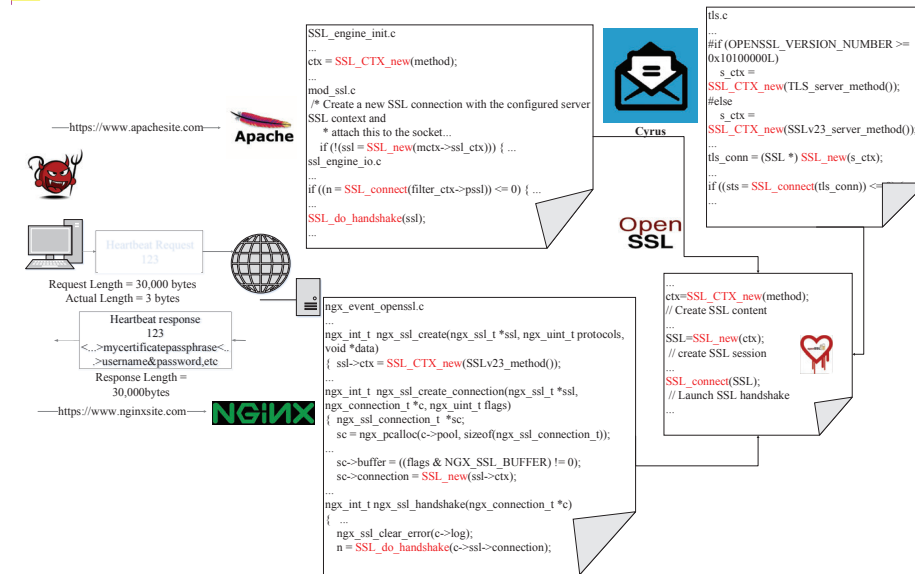 SSL_engine_init.c
...
ctx = SSL_CTX_new(method);
...
mod_ssl.c
/* Create a new SSL connection with the configured server
SSL context and
* attach this to the socket...
if (!(ssl = SSL_new(mctx->ssl_ctx))) { ...
ssl_engine_io.c
...
if ((n = SSL_connect(filter_ctx->pssl)) <= 0) { ...
...
SSL_do_handshake(ssl);
...
Cyrus
tls.c
...
#if (OPENSSL_VERSION_NUMBER >=
0x10100000L)
s_ctx =
SSL_CTX_new(TLS_server_method());
#else
s_ctx =
SSL_CTX_new(SSLv23_server_method());
...
tls_conn = (SSL *) SSL_new(s_ctx);
...
if ((sts = SSL_connect(tls_conn)) <=
...
https://www.apachesite.com
Apache
Heartbeat Request
123
Request Length = 30,000 bytes
Actual Length = 3 bytes
Heartbeat response
123
<...>mycertificatepassphrase<..
.>username&password,etc
Response Length =
30,000bytes
https://www.nginxsite.com
NGINX
Open
SSL
ngx_event_openssl.c
...
ngx_int_t ngx_ssl_create(ngx_ssl_t *ssl, ngx_uint_t protocols,
void *data)
{ ssl->ctx = SSL_CTX_new(SSLv23_method());
...
ngx_int_t ngx_ssl_create_connection(ngx_ssl_t *ssl,
ngx_connection_t *c, ngx_uint_t flags)
{ ngx_ssl_connection_t *sc;
sc = ngx_pcalloc(c->pool, sizeof(ngx_ssl_connection_t));
...
sc->buffer = ((flags & NGX_SSL_BUFFER) != 0);
sc->connection = SSL_new(ssl->ctx);
...
ngx_int_t ngx_ssl_handshake(ngx_connection_t *c)
{ ...
ngx_ssl_clear_error(c->log);
n = SSL_do_handshake(c->ssl->connection);
...
ctx=SSL_CTX_new(method);
// Create SSL content
...
SSL=SSL_new(ctx);
// create SSL session
...
SSL_connect(SSL);
// Launch SSL handshake
...